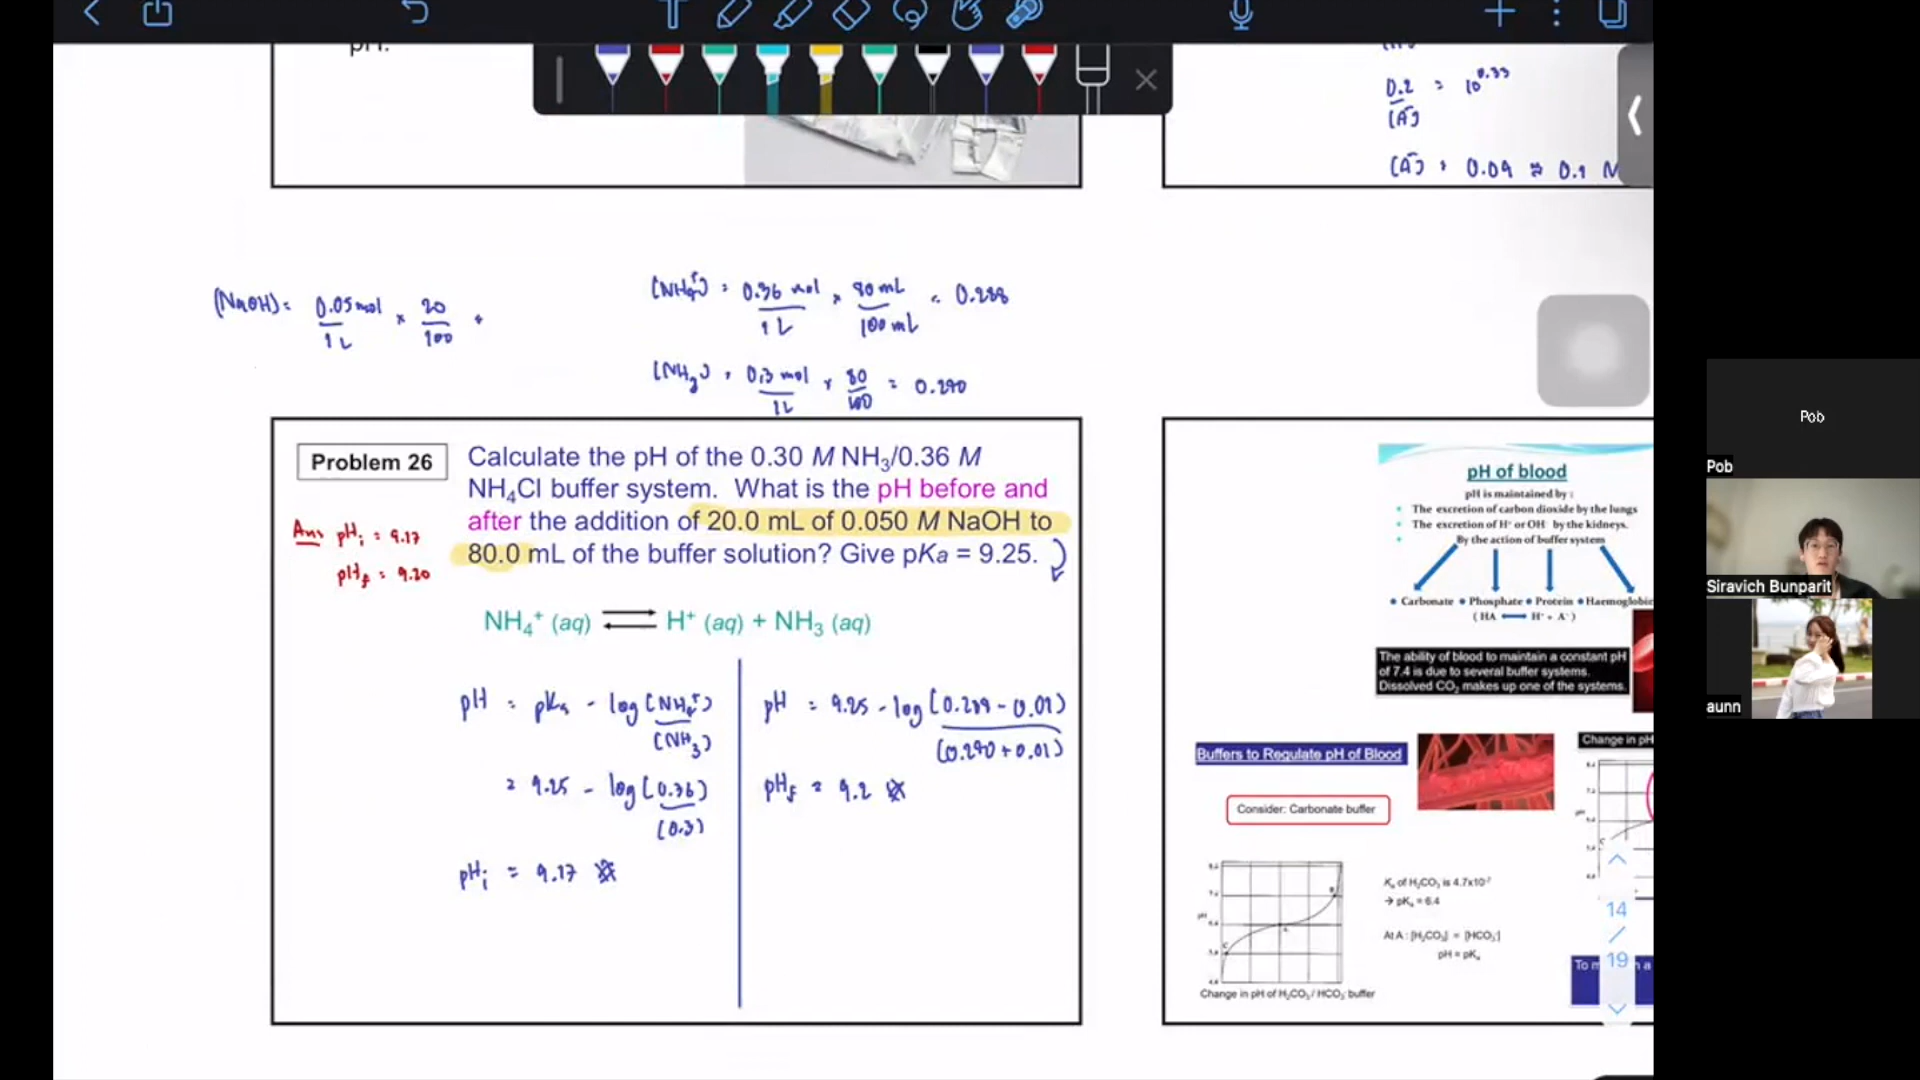 pH.
0.2 = 10^0.33
[A⁻]
[A⁻] = 0.09 ≈ 0.1 M
[NaOH] = 0.05 mol × 20
1 L 100
[NH₄⁺] = 0.36 mol × 80 mL = 0.288
1 L 100 mL
[NH₃] = 0.3 mol × 80 = 0.240
1L 100
Problem 26
Calculate the pH of the 0.30 M NH₃/0.36 M
NH₄Cl buffer system. What is the pH before and
after the addition of 20.0 mL of 0.050 M NaOH to
80.0 mL of the buffer solution? Give pKa = 9.25.
Ans pHᵢ = 9.17
pH_f = 9.20
NH₄⁺ (aq) ⇌ H⁺ (aq) + NH₃ (aq)
pH = pKa - log [NH₄⁺]
[NH₃]
= 9.25 - log [0.36]
[0.3]
pHᵢ = 9.17
pH = 9.25 - log [0.289 - 0.01]
[0.240 + 0.01]
pH_f = 9.2
pH of blood
pH is maintained by :
• The excretion of carbon dioxide by the lungs
• The excretion of H⁺ or OH⁻ by the kidneys.
• By the action of buffer system
• Carbonate • Phosphate • Protein • Haemoglobin
( HA ⟷ H⁺ + A⁻ )
The ability of blood to maintain a constant pH
of 7.4 is due to several buffer systems.
Dissolved CO₂ makes up one of the systems.
Buffers to Regulate pH of Blood
Change in pH
Consider: Carbonate buffer
pH
C
A
B
Kₐ of H₂CO₃ is 4.7x10⁻⁷
→ pKₐ = 6.4
At A : [H₂CO₃] = [HCO₃⁻]
pH = pKₐ
Change in pH of H₂CO₃ / HCO₃⁻ buffer
14
/
19
To m
n a
Pob
Pob
Siravich Bunparit
aunn